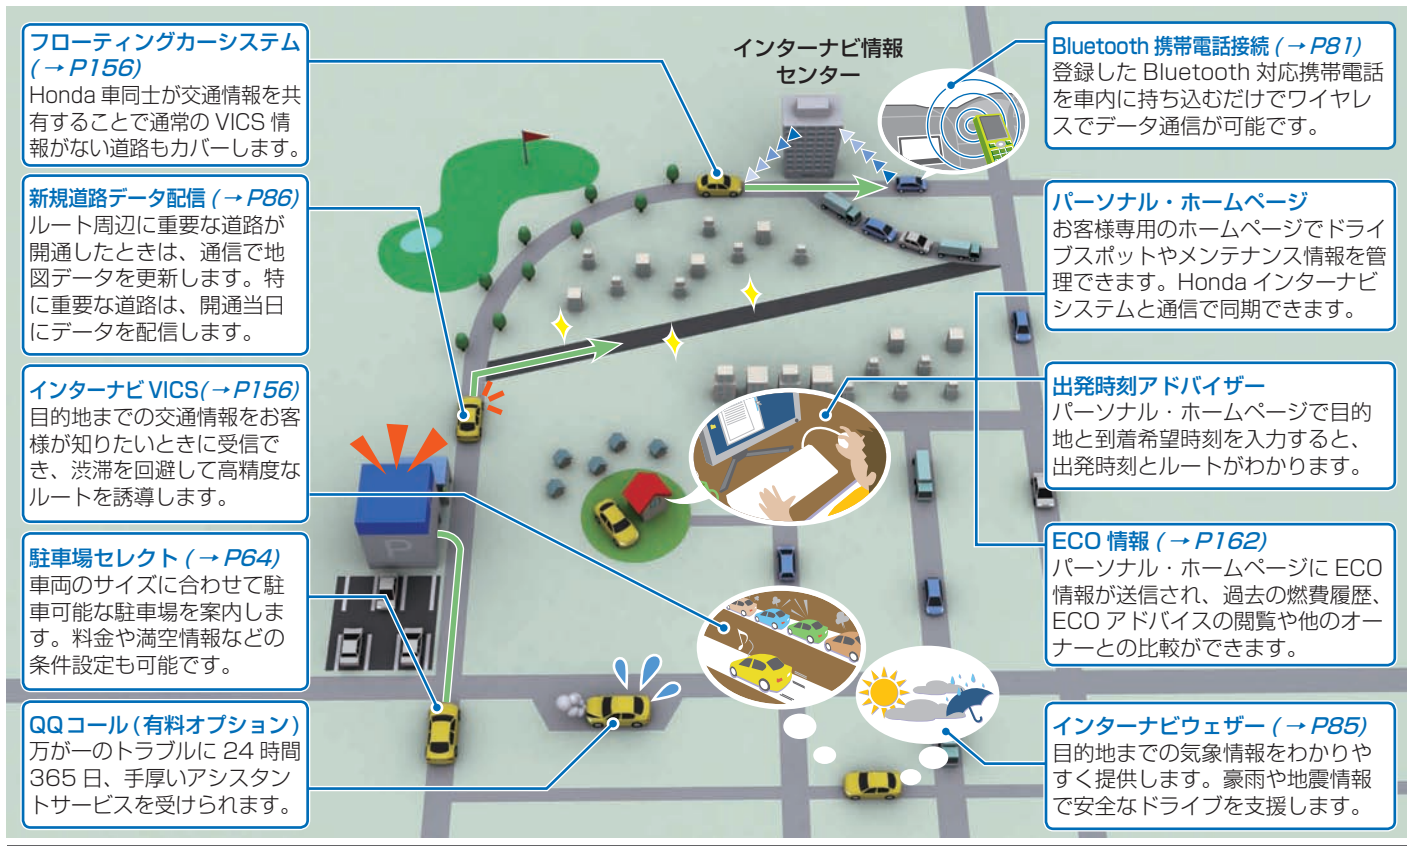 フローティングカーシステム
(→P156)
Honda 車同士が交通情報を共
有することで通常の VICS 情
報がない道路もカバーします。
新規道路データ配信 (→P86)
ルート周辺に重要な道路が
開通したときは、通信で地
図データを更新します。特
に重要な道路は、開通当日
にデータを配信します。
インターナビ VICS(→P156)
目的地までの交通情報をお客
様が知りたいときに受信で
き、渋滞を回避して高精度な
ルートを誘導します。
駐車場セレクト (→P64)
車両のサイズに合わせて駐
車可能な駐車場を案内しま
す。料金や満空情報などの
条件設定も可能です。
QQコール(有料オプション)
万が一のトラブルに 24 時間
365 日、手厚いアシスタン
トサービスを受けられます。
インターナビ情報
センター
P
Bluetooth 携帯電話接続 (→P81)
登録した Bluetooth 対応携帯電話
を車内に持ち込むだけでワイヤレ
スでデータ通信が可能です。
パーソナル・ホームページ
お客様専用のホームページでドライ
ブスポットやメンテナンス情報を管
理できます。Honda インターナビ
システムと通信で同期できます。
出発時刻アドバイザー
パーソナル・ホームページで目的
地と到着希望時刻を入力すると、
出発時刻とルートがわかります。
ECO 情報 (→P162)
パーソナル・ホームページに ECO
情報が送信され、過去の燃費履歴、
ECO アドバイスの閲覧や他のオー
ナーとの比較ができます。
インターナビウェザー (→P85)
目的地までの気象情報をわかりや
すく提供します。豪雨や地震情報
で安全なドライブを支援します。